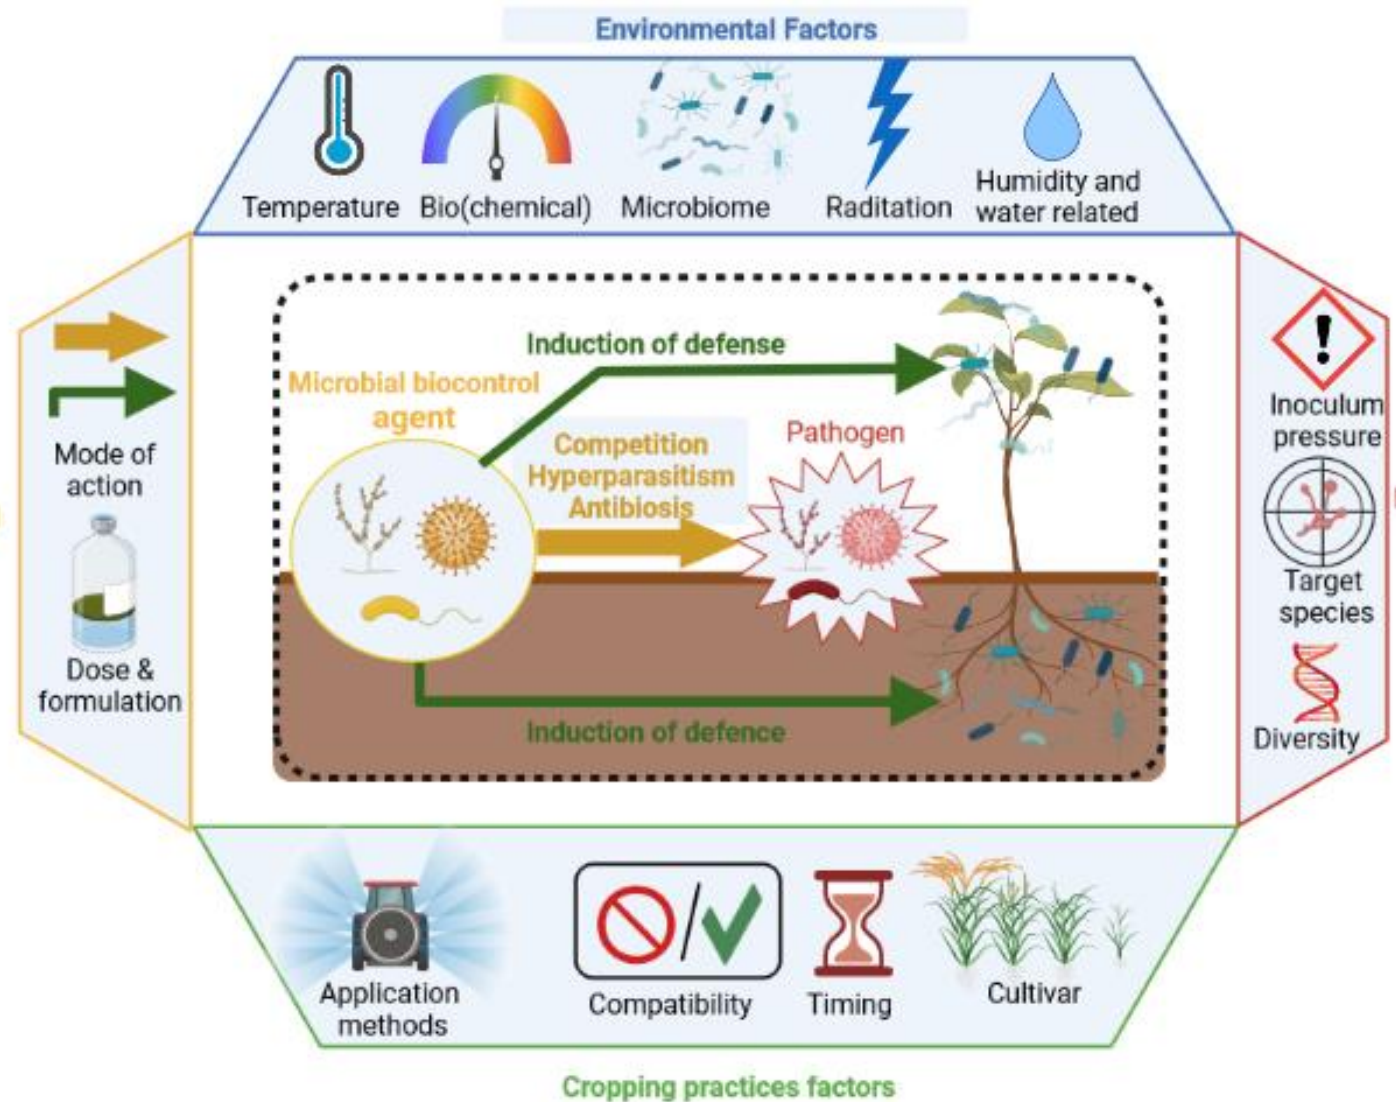 Environmental Factors
Temperature
Bio(chemical)
Microbiome
Raditation
Humidity and
water related
Mode of
action
Dose &
formulation
Induction of defense
Microbial biocontrol
agent
Competition
Hyperparasitism
Antibiosis
Pathogen
Induction of defence
Inoculum
pressure
Target
species
Diversity
Application
methods
Compatibility
Timing
Cultivar
Cropping practices factors